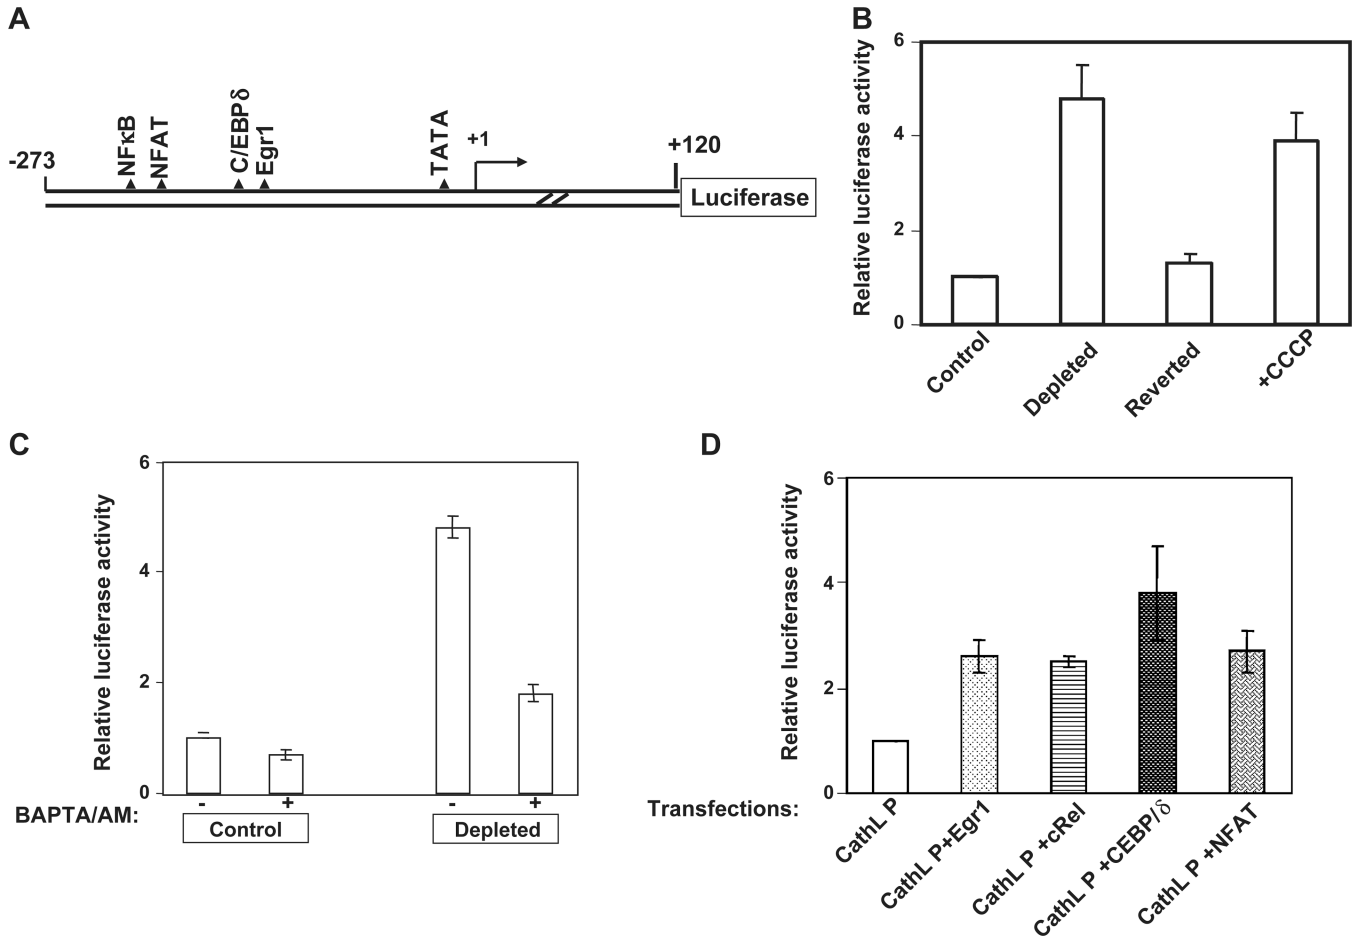 A
-273
NFκB
NFAT
C/EBPδ
Egr1
TATA
+1
+120
Luciferase
B
Relative luciferase activity
6
4
2
0
Control
Depleted
Reverted
+CCCP
C
Relative luciferase activity
6
4
2
0
BAPTA/AM: - + - +
Control Depleted
D
Relative luciferase activity
6
4
2
0
Transfections:
CathL P
CathL P+Egr1
CathL P +cRel
CathL P +CEBP/δ
CathL P +NFAT